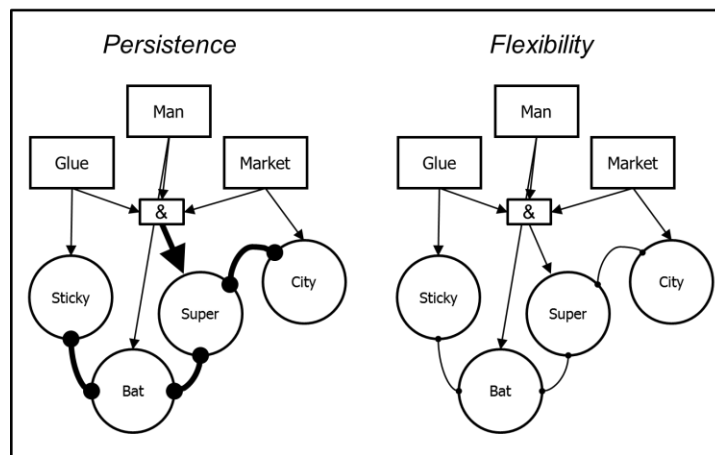 Persistence
Man
Glue
Market
&
Sticky
Super
City
Bat
Flexibility
Man
Glue
Market
&
Sticky
Super
City
Bat